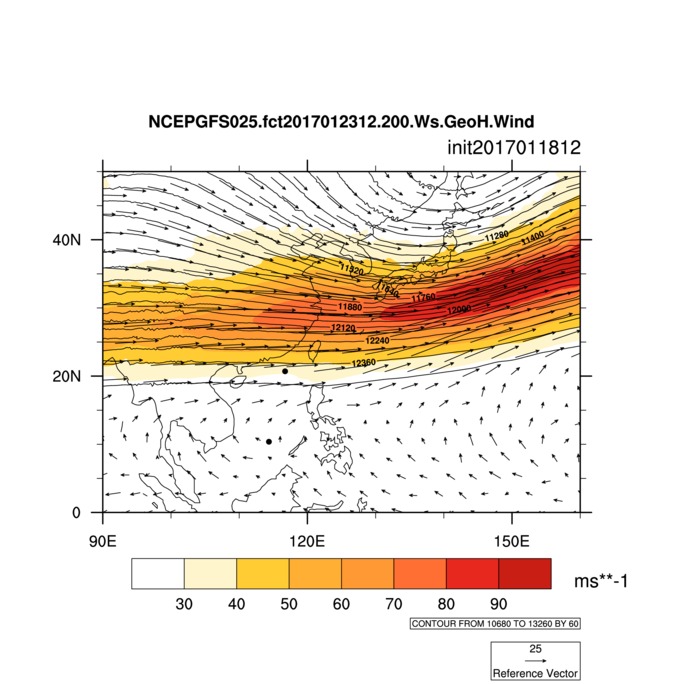 NCEPGFS025.fct2017012312.200.Ws.GeoH.Wind
init2017011812
40N
20N
0
11280
11400
11520
11640
11760
11880
12000
12120
12240
12360
90E
120E
150E
30
40
50
60
70
80
90
ms**-1
CONTOUR FROM 10680 TO 13260 BY 60
25
Reference Vector